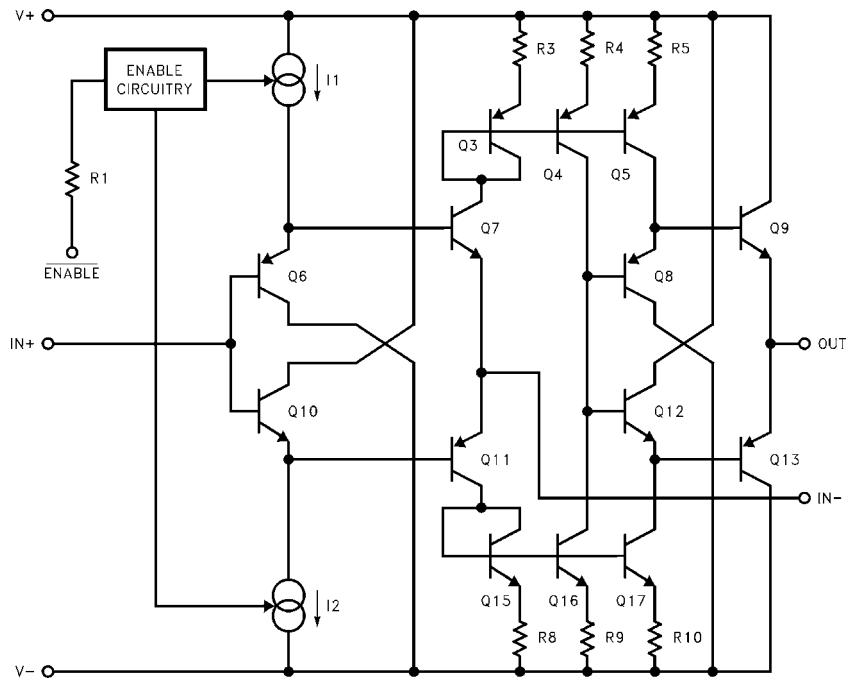 V+
R3
R4
R5
ENABLE
CIRCUITRY
I1
R1
Q3
Q4
Q5
Q7
Q9
ENABLE
Q6
Q8
IN+
OUT
Q10
Q12
Q11
Q13
IN-
I2
Q15
Q16
Q17
R8
R9
R10
V-